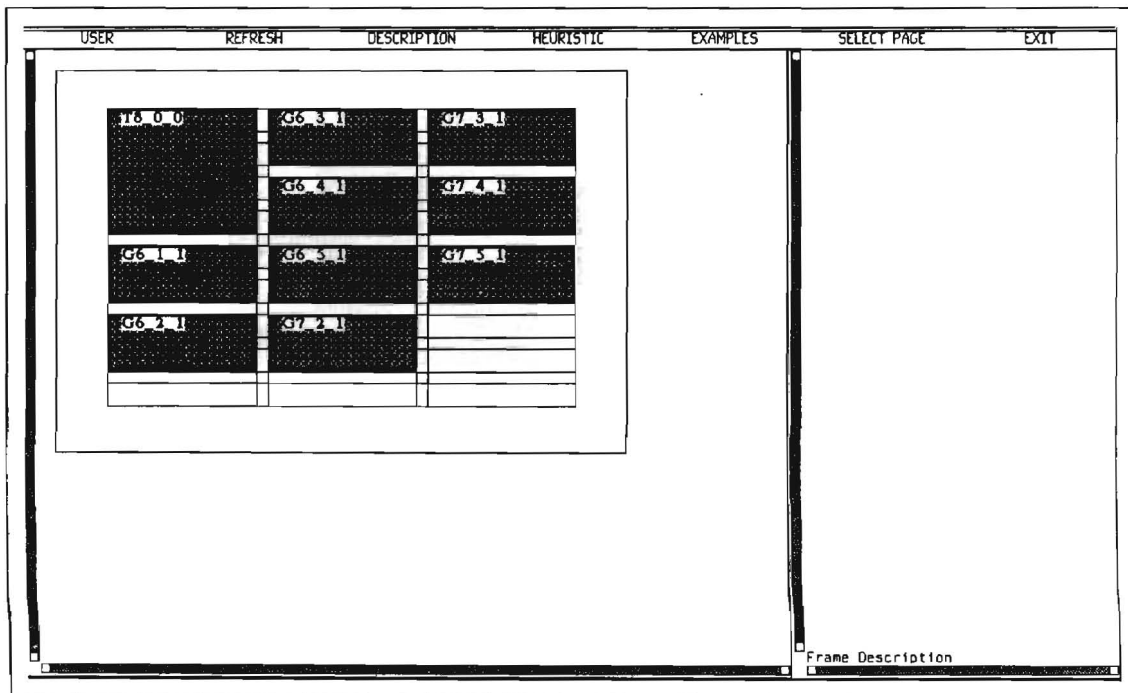 USER REFRESH DESCRIPTION HEURISTIC EXAMPLES SELECT PAGE EXIT
T8_0_0 G6_3_1 G7_3_1
G6_4_1 G7_4_1
G6_1_1 G6_5_1 G7_5_1
G6_2_1 G7_2_1
Frame Description